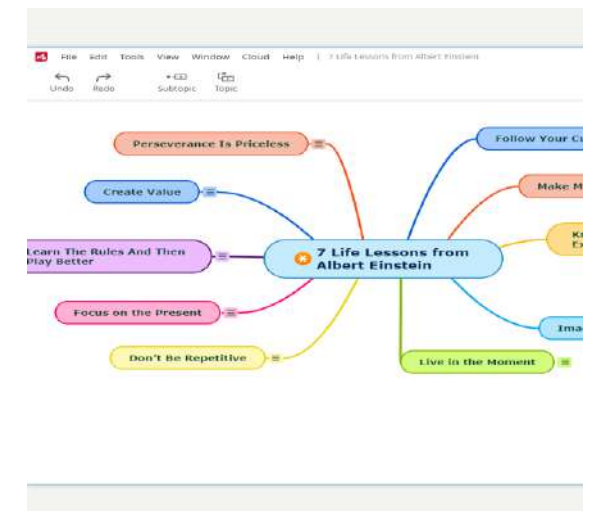 File Edit Tools View Window Cloud Help | 7 Life Lessons from Albert Einstein
Undo Redo Subtopic Topic
Perseverance Is Priceless
Create Value
Learn The Rules And Then
Play Better
Focus on the Present
Don't Be Repetitive
7 Life Lessons from
Albert Einstein
Follow Your
Make
Live in the Moment